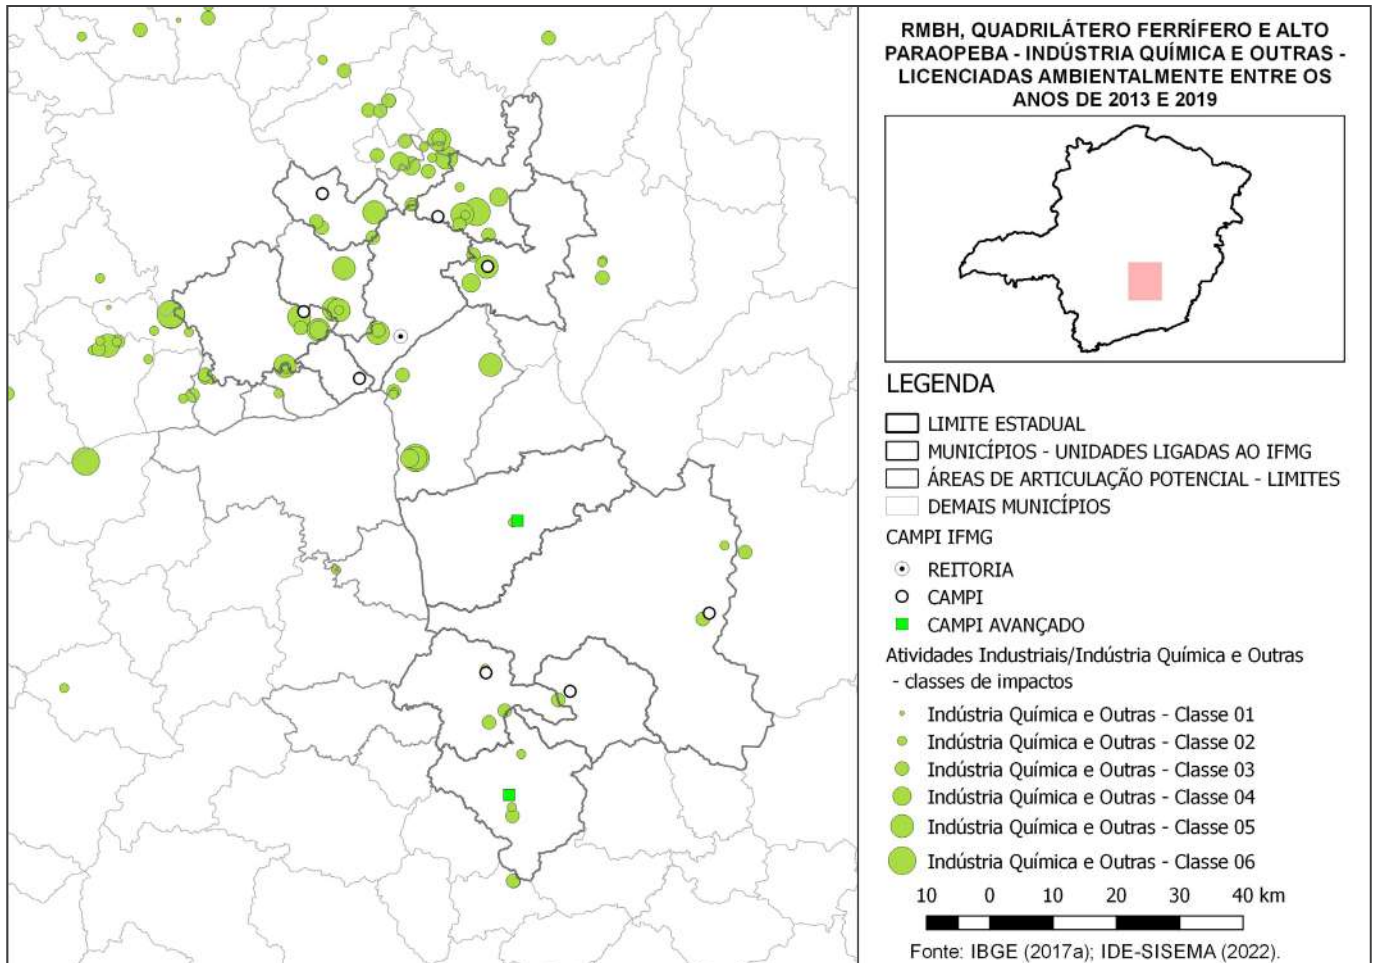 RMBH, QUADRILÁTERO FERRÍFERO E ALTO
PARAOPEBA - INDÚSTRIA QUÍMICA E OUTRAS -
LICENCIADAS AMBIENTALMENTE ENTRE OS
ANOS DE 2013 E 2019
LEGENDA
LIMITE ESTADUAL
MUNICÍPIOS - UNIDADES LIGADAS AO IFMG
ÁREAS DE ARTICULAÇÃO POTENCIAL - LIMITES
DEMAIS MUNICÍPIOS
CAMPI IFMG
REITORIA
CAMPI
CAMPI AVANÇADO
Atividades Industriais/Indústria Química e Outras
- classes de impactos
Indústria Química e Outras - Classe 01
Indústria Química e Outras - Classe 02
Indústria Química e Outras - Classe 03
Indústria Química e Outras - Classe 04
Indústria Química e Outras - Classe 05
Indústria Química e Outras - Classe 06
10 0 10 20 30 40 km
Fonte: IBGE (2017a); IDE-SISEMA (2022).